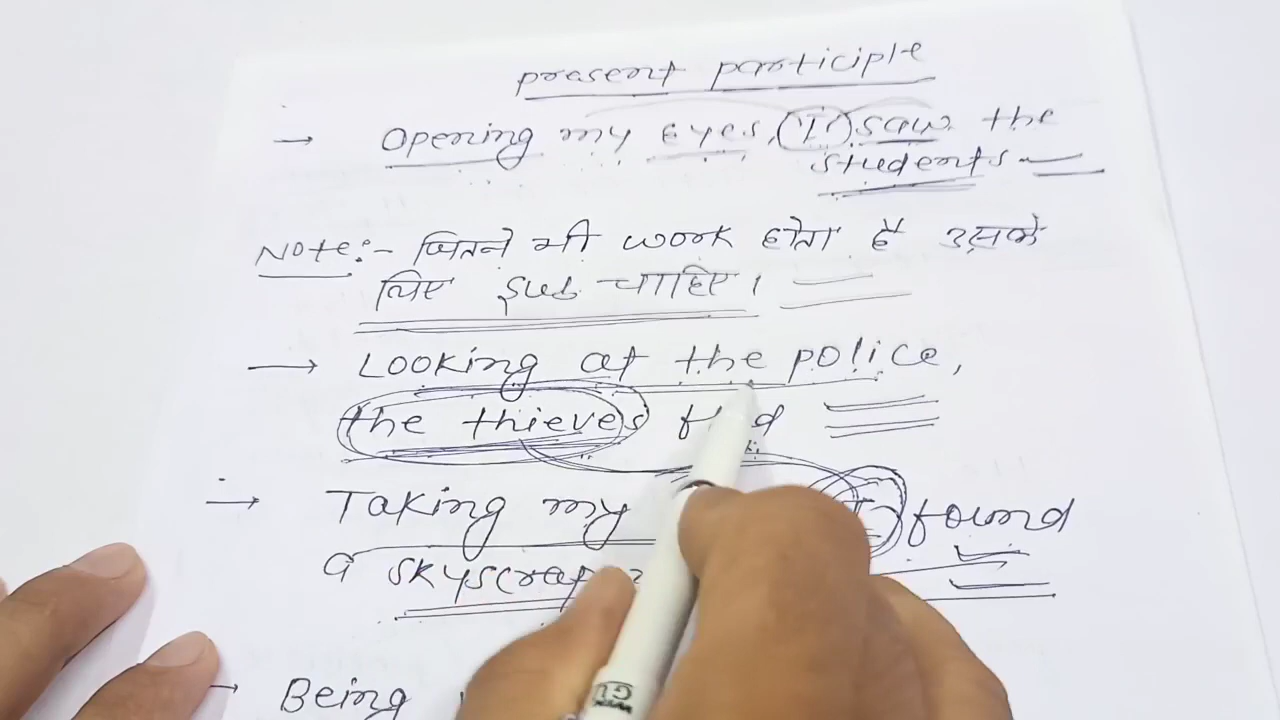 present participle
→ Opening my eyes, (I) saw the
students.
Note:- जितने भी work होता है उसके
लिए sub चाहिए।
→ Looking at the police,
the thieves
→ Taking my found
a
→ Being